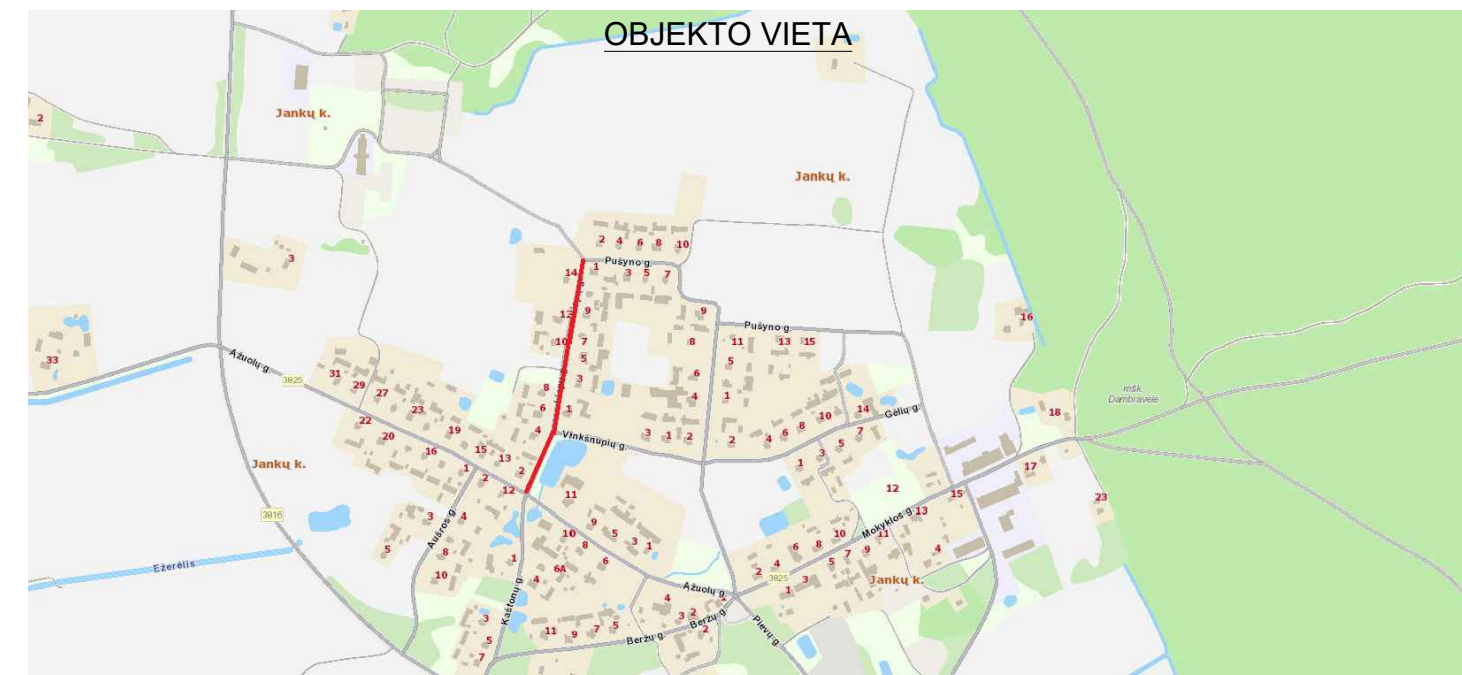 OBJEKTO VIETA
Jankų k.
2
Jankų k.
2 4 6 8 10
Pušyno g.
14 1 3 5 7
3
13 9
9
16
Pušyno g.
10 7 8 11 13 15
33
5 5
Ąžuolų g.
31 29 27 3 6
3825
8
mšk.
Dambravėlė
23 6 1 4 1 10 14
Gėlių g.
18
22 20 19 4
Vinkšnupių g.
3 1 2 2 4 6 8 7
5
16 15 13
3
Jankų k.
1 2 2 1 17
12 11 12 15 23
3816
3 4 9 13
Mokyklos g.
Aušros g.
5 10 5 3 1 10 11
8 8 6 8 9 4
5 7
Ežerėlis
10 1 6A 6 4
2 3825 3
Jankų k.
4
Ąžuolų g.
1
Kaštonų g.
4
3 3 2
11 9 7 5
Beržų g.
Beržų g.
2
Pievų g.
5
7